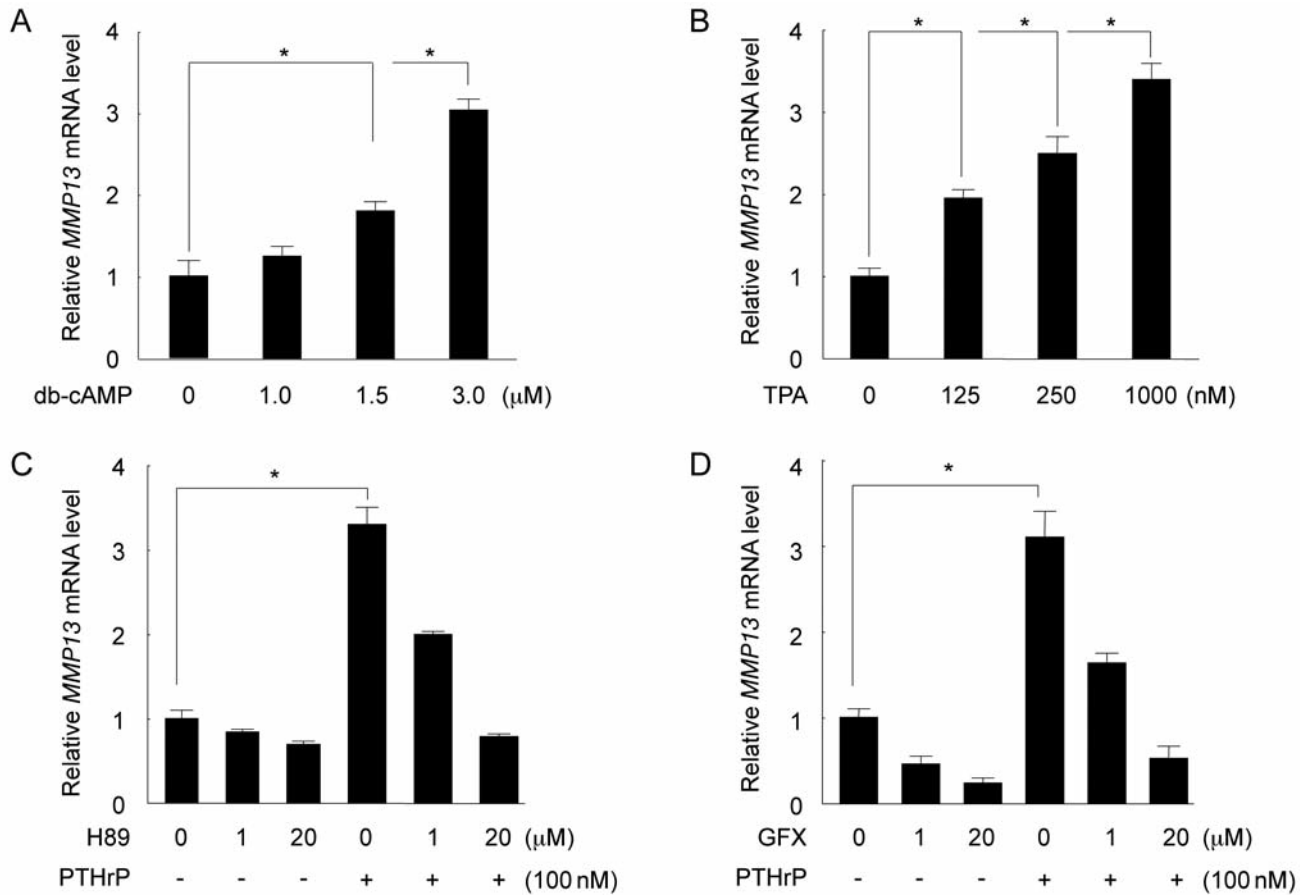 A
Relative MMP13 mRNA level
4
3
2
1
0
*
*
db-cAMP 0 1.0 1.5 3.0 (μM)
B
Relative MMP13 mRNA level
4
3
2
1
0
* * *
TPA 0 125 250 1000 (nM)
C
Relative MMP13 mRNA level
4
3
2
1
0
*
H89 0 1 20 0 1 20 (μM)
PTHrP - - - + + + (100 nM)
D
Relative MMP13 mRNA level
4
3
2
1
0
*
GFX 0 1 20 0 1 20 (μM)
PTHrP - - - + + + (100 nM)